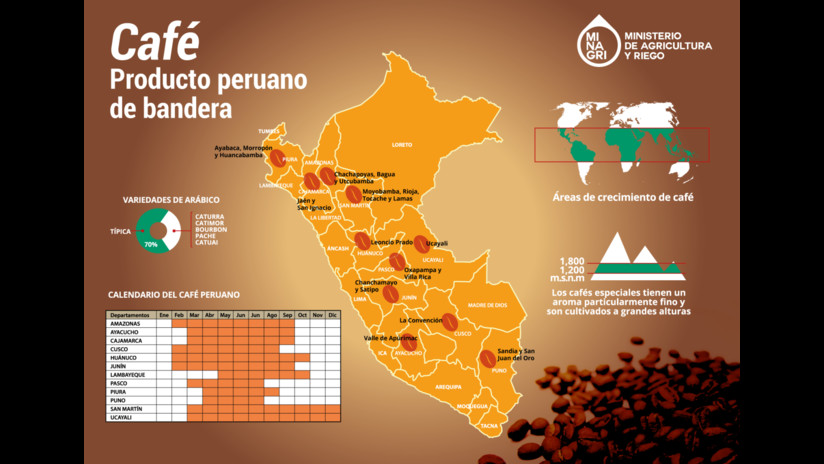 Café
Producto peruano
de bandera
MI
NA
GRI
MINISTERIO
DE AGRICULTURA
Y RIEGO
TUMBES
LORETO
Ayabaca, Morropón
y Huancabamba
PIURA
AMAZONAS
Chachapoyas, Bagua
y Utcubamba
LAMBAYEQUE
CAJAMARCA
Moyobamba, Rioja,
Tocache y Lamas
Jaén y
San Ignacio
SAN MARTÍN
LA LIBERTAD
Áreas de crecimiento de café
VARIEDADES DE ARÁBICO
TÍPICA
70%
CATURRA
CATIMOR
BOURBON
PACHE
CATUAI
ÁNCASH
Leoncio Prado
HUÁNUCO
Ucayali
UCAYALI
PASCO
Oxapampa y
Villa Rica
Chanchamayo
y Satipo
LIMA
JUNÍN
MADRE DE DIOS
La Convención
CUSCO
Valle de Apurímac
ICA
AYACUCHO
Sandia y San
Juan del Oro
PUNO
AREQUIPA
MOQUEGUA
TACNA
1,800
1,200
m.s.n.m
Los cafés especiales tienen un
aroma particularmente fino y
son cultivados a grandes alturas
CALENDARIO DEL CAFÉ PERUANO
Departamentos Ene Feb Mar Abr May Jun Jun Ago Sep Oct Nov Dic
AMAZONAS
AYACUCHO
CAJAMARCA
CUSCO
HUÁNUCO
JUNÍN
LAMBAYEQUE
PASCO
PIURA
PUNO
SAN MARTÍN
UCAYALI